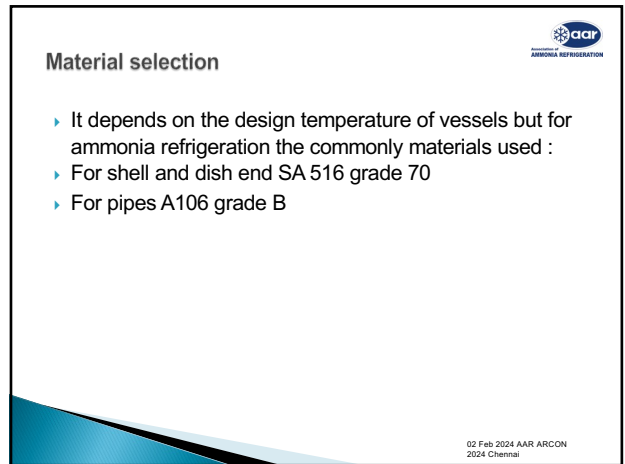 aar
Association of
AMMONIA REFRIGERATION
Material selection
It depends on the design temperature of vessels but for
ammonia refrigeration the commonly materials used :
For shell and dish end SA 516 grade 70
For pipes A106 grade B
02 Feb 2024 AAR ARCON
2024 Chennai